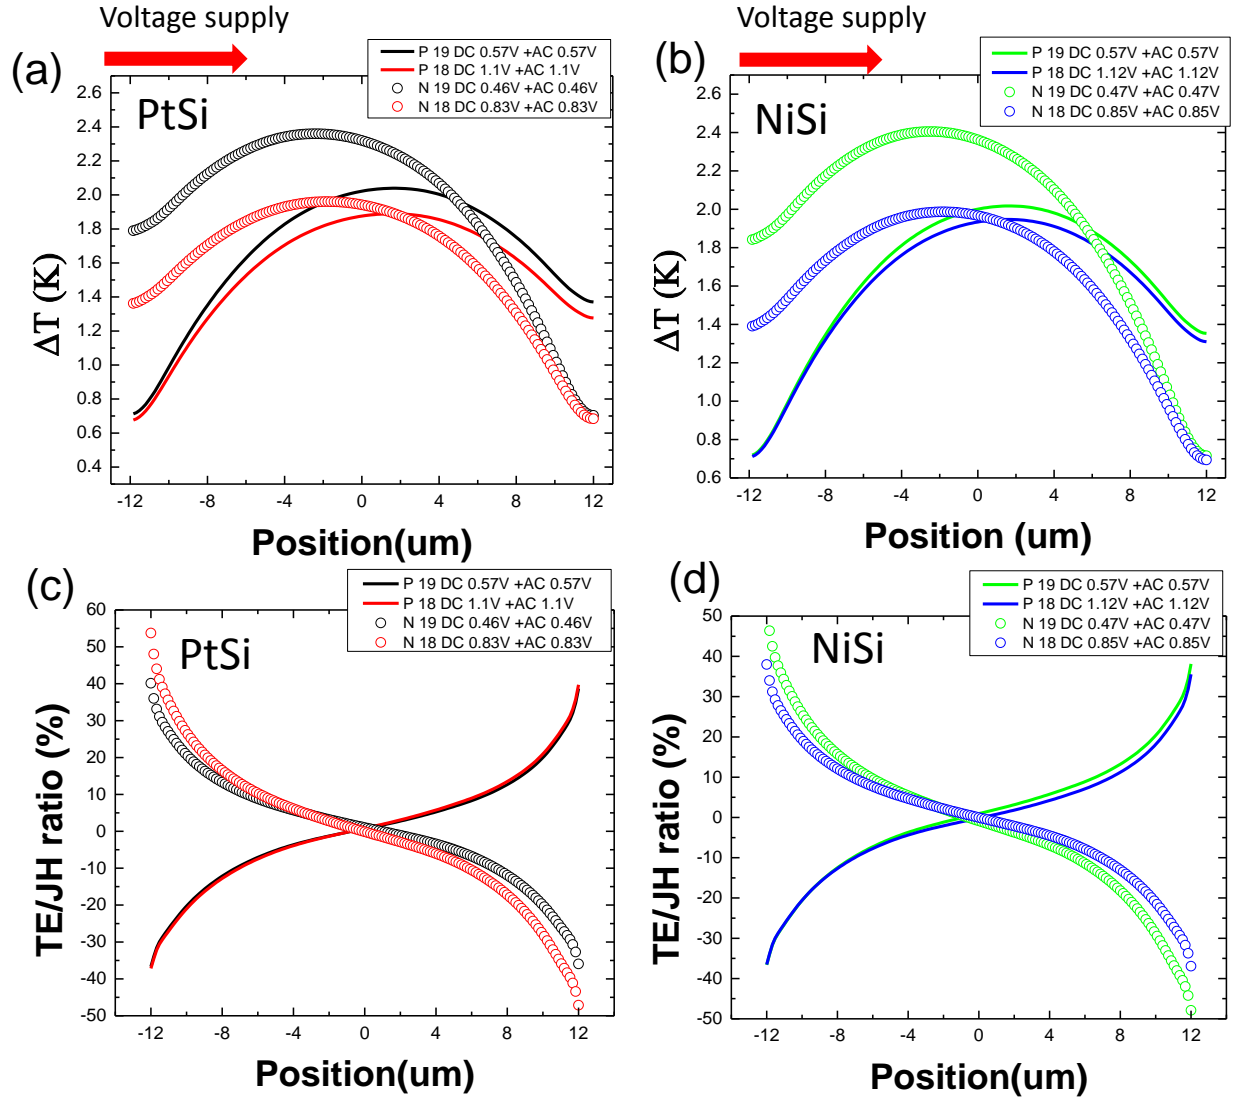 Voltage supply
Voltage supply
(a)
P 19 DC 0.57V +AC 0.57V
P 18 DC 1.1V +AC 1.1V
N 19 DC 0.46V +AC 0.46V
N 18 DC 0.83V +AC 0.83V
PtSi
2.6
2.4
2.2
2.0
1.8
1.6
1.4
1.2
1.0
0.8
0.6
0.4
ΔT (K)
-12
-8
-4
0
4
8
12
Position(um)
(b)
P 19 DC 0.57V +AC 0.57V
P 18 DC 1.12V +AC 1.12V
N 19 DC 0.47V +AC 0.47V
N 18 DC 0.85V +AC 0.85V
NiSi
2.6
2.4
2.2
2.0
1.8
1.6
1.4
1.2
1.0
0.8
0.6
ΔT (K)
-12
-8
-4
0
4
8
12
Position (um)
(c)
P 19 DC 0.57V +AC 0.57V
P 18 DC 1.1V +AC 1.1V
N 19 DC 0.46V +AC 0.46V
N 18 DC 0.83V +AC 0.83V
PtSi
60
50
40
30
20
10
0
-10
-20
-30
-40
-50
TE/JH ratio (%)
-12
-8
-4
0
4
8
12
Position(um)
(d)
P 19 DC 0.57V +AC 0.57V
P 18 DC 1.12V +AC 1.12V
N 19 DC 0.47V +AC 0.47V
N 18 DC 0.85V +AC 0.85V
NiSi
50
40
30
20
10
0
-10
-20
-30
-40
-50
TE/JH ratio (%)
-12
-8
-4
0
4
8
12
Position(um)